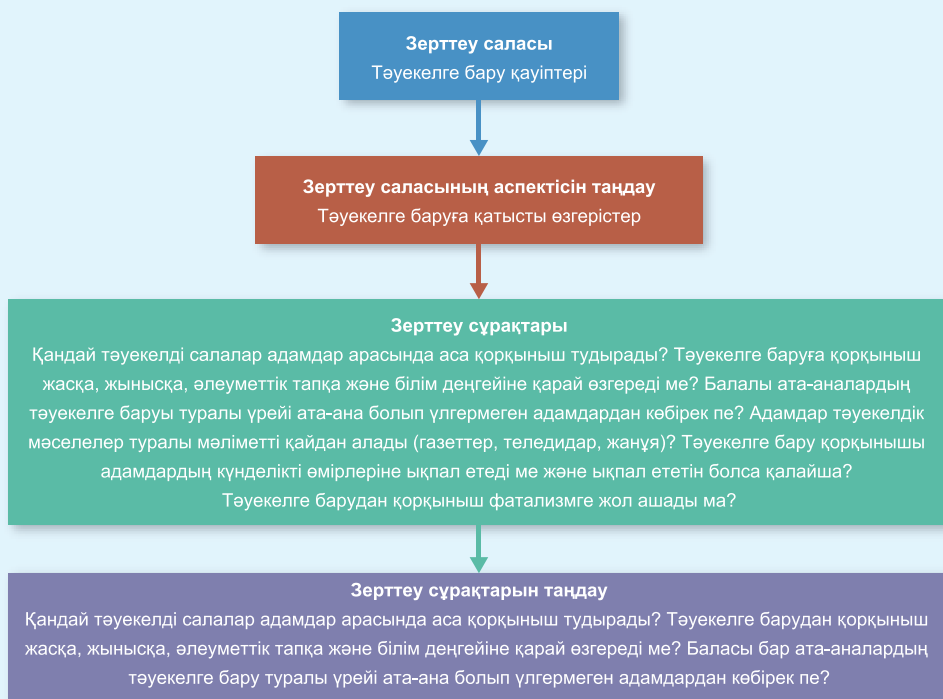 Зерттеу саласы
Тәуекелге бару қауіптері
Зерттеу саласының аспектісін таңдау
Тәуекелге баруға қатысты өзгерістер
Зерттеу сұрақтары
Қандай тәуекелді салалар адамдар арасында аса қорқыныш тудырады? Тәуекелге баруға қорқыныш
жасқа, жынысқа, әлеуметтік тапқа және білім деңгейіне қарай өзгереді ме? Балалы ата-аналардың
тәуекелге баруы туралы үрейі ата-ана болып үлгермеген адамдардан көбірек пе? Адамдар тәуекелдік
мәселелер туралы мәліметті қайдан алады (газеттер, теледидар, жанұя)? Тәуекелге бару қорқынышы
адамдардың күнделікті өмірлеріне ықпал етеді ме және ықпал ететін болса қалайша?
Тәуекелге барудан қорқыныш фатализмге жол ашады ма?
Зерттеу сұрақтарын таңдау
Қандай тәуекелді салалар адамдар арасында аса қорқыныш тудырады? Тәуекелге барудан қорқыныш
жасқа, жынысқа, әлеуметтік тапқа және білім деңгейіне қарай өзгереді ме? Баласы бар ата-аналардың
тәуекелге бару туралы үрейі ата-ана болып үлгермеген адамдардан көбірек пе?